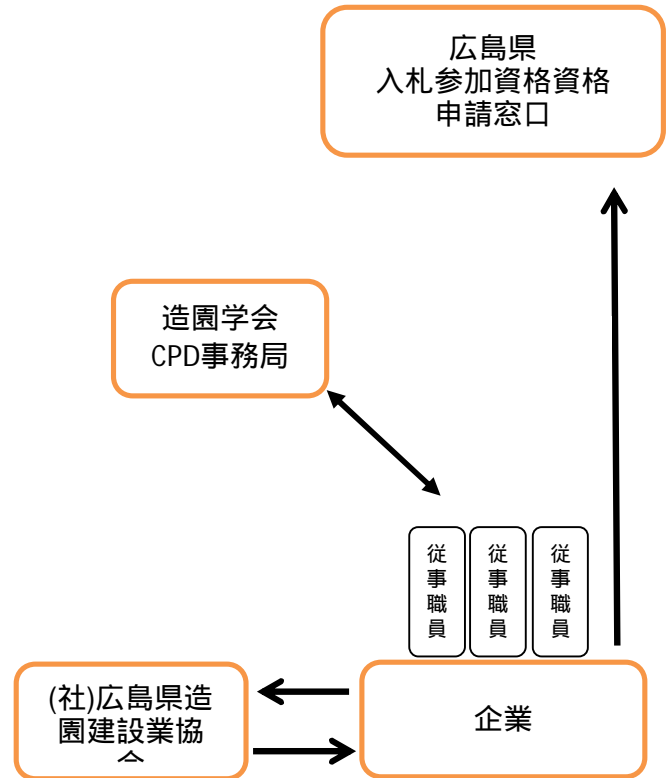 広島県
入札参加資格資格
申請窓口
造園学会
CPD事務局
従事職員
従事職員
従事職員
(社)広島県造
園建設業協
企業